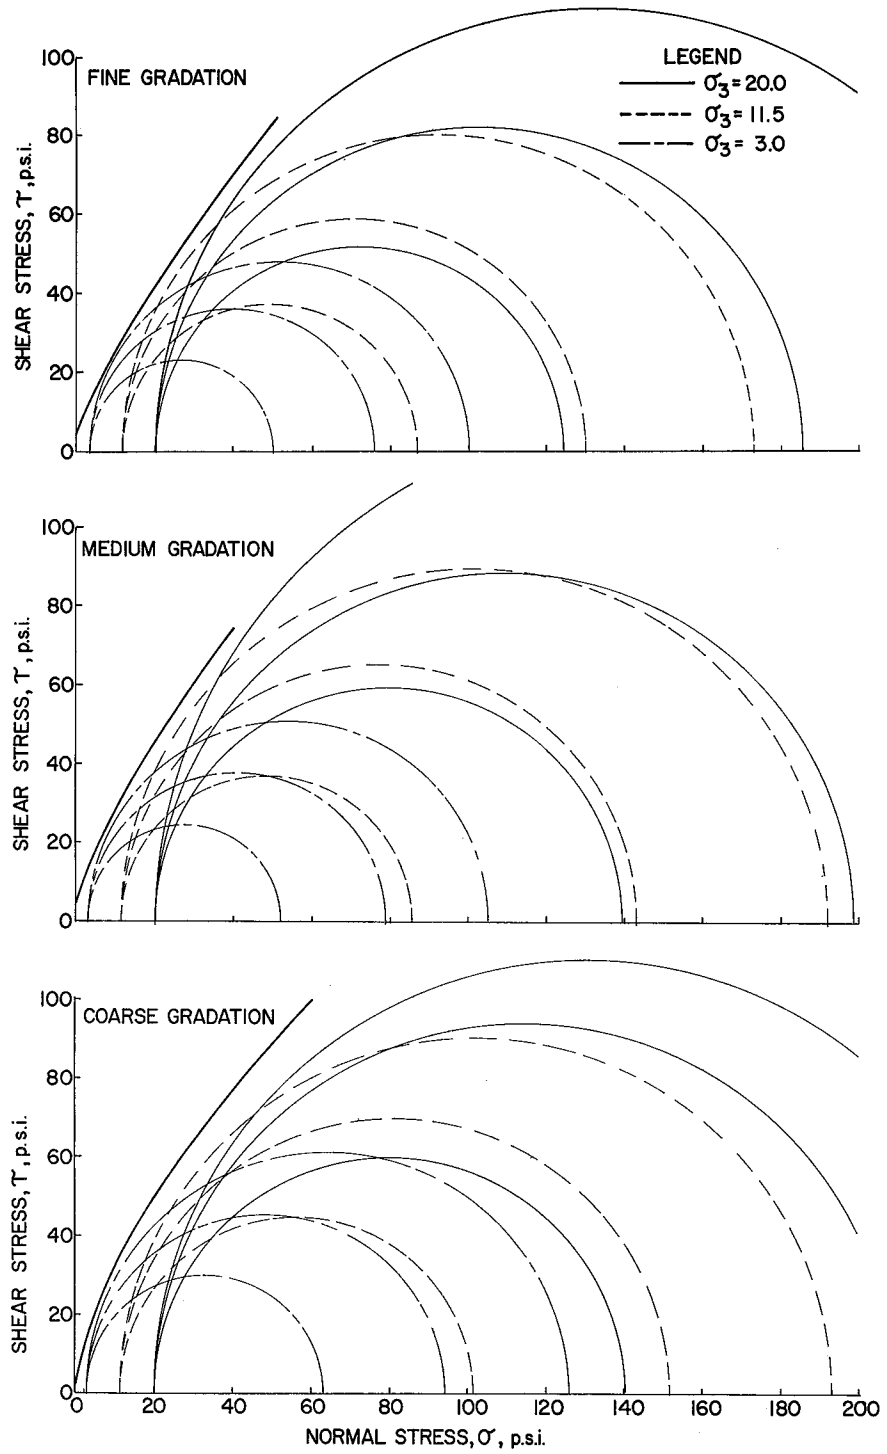 FINE GRADATION
LEGEND
σ3=20.0
σ3=11.5
σ3= 3.0
SHEAR STRESS, τ, p.s.i.
100
80
60
40
20
0
MEDIUM GRADATION
SHEAR STRESS, τ, p.s.i.
100
80
60
40
20
0
COARSE GRADATION
SHEAR STRESS, τ, p.s.i.
100
80
60
40
20
0
0 20 40 60 80 100 120 140 160 180 200
NORMAL STRESS, σ, p.s.i.